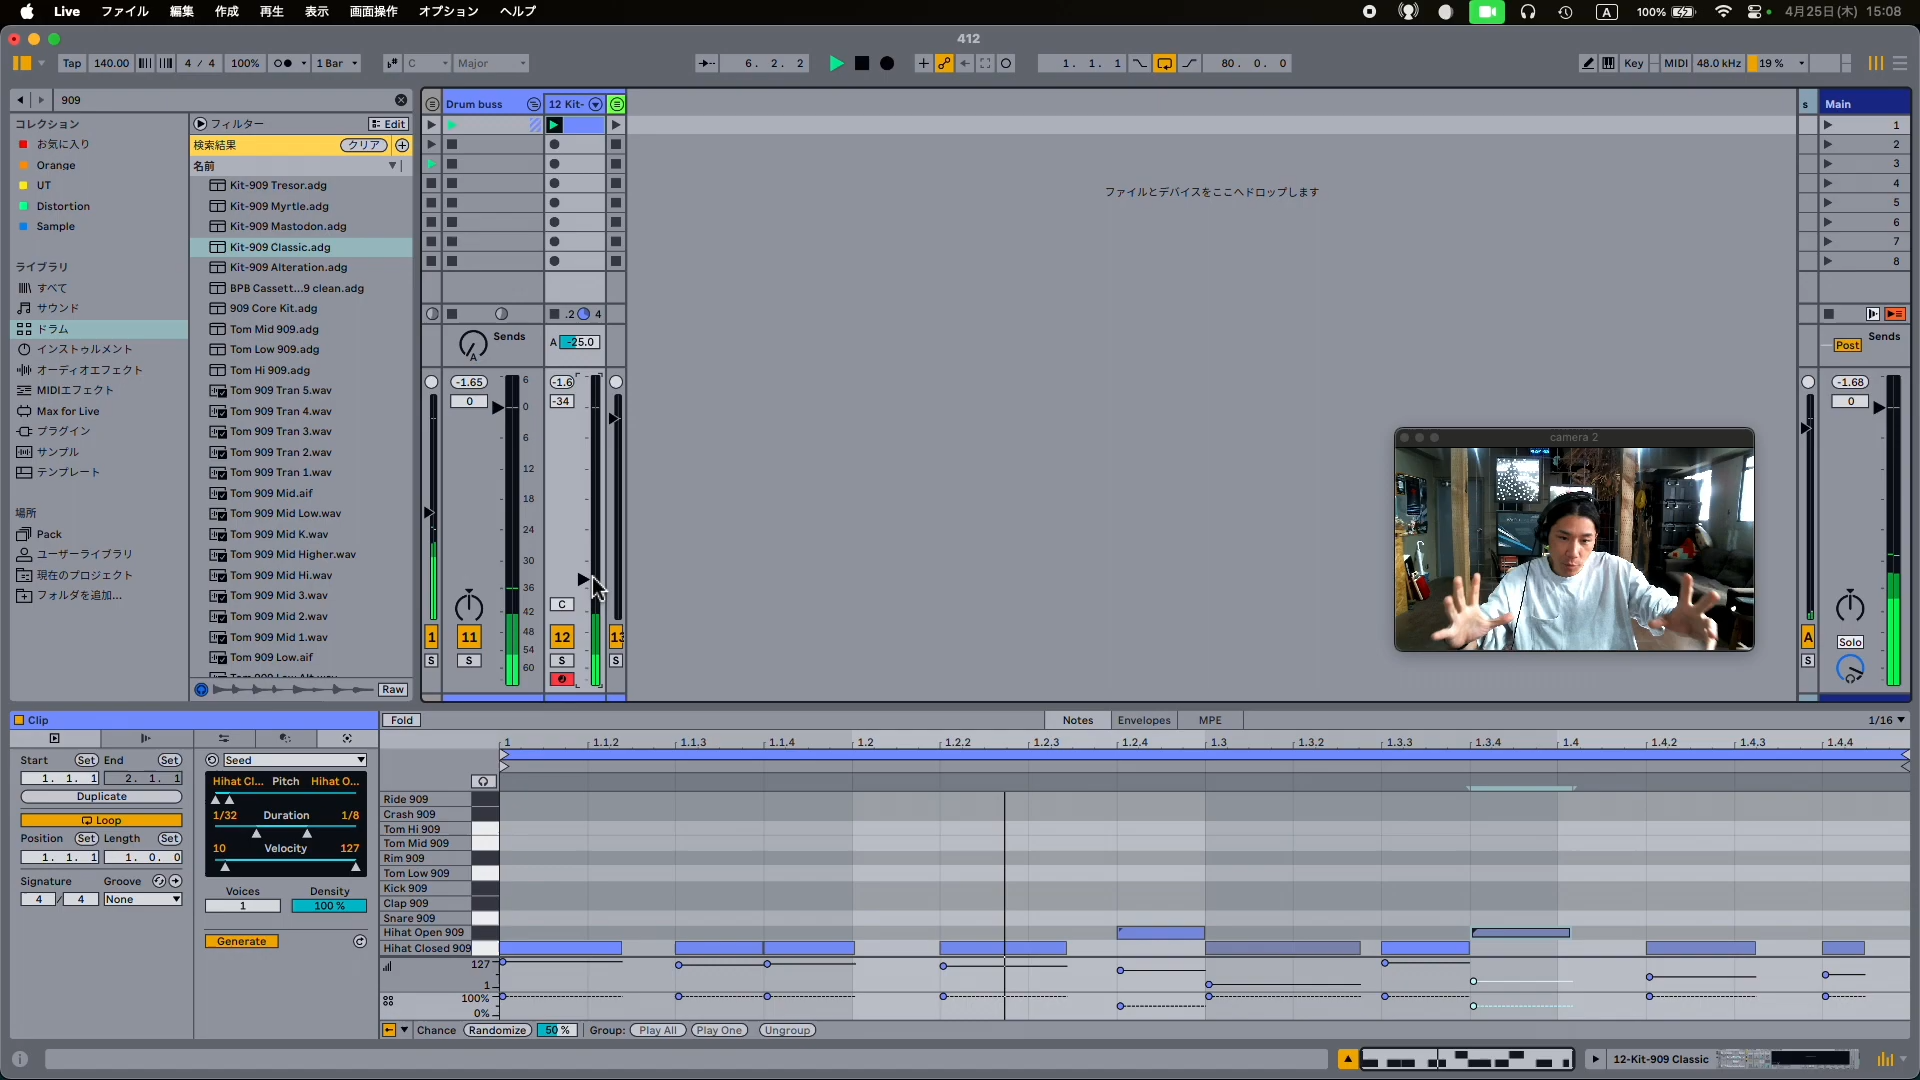 Live ファイル 編集 作成 再生 表示 画面操作 オプション ヘルプ A 100% 4月25日(木) 15:08
412
Tap 140.00 4 / 4 100% 1 Bar C Major 6. 2. 2 1. 1. 1 80. 0. 0 Key MIDI 48.0 kHz 19 %
909
コレクション
お気に入り
Orange
UT
Distortion
Sample
ライブラリ
すべて
サウンド
ドラム
インストゥルメント
オーディオエフェクト
MIDIエフェクト
Max for Live
プラグイン
サンプル
テンプレート
場所
Pack
ユーザーライブラリ
現在のプロジェクト
フォルダを追加...
フィルター Edit
検索結果 クリア
名前
Kit-909 Tresor.adg
Kit-909 Myrtle.adg
Kit-909 Mastodon.adg
Kit-909 Classic.adg
Kit-909 Alteration.adg
BPB Cassett...9 clean.adg
909 Core Kit.adg
Tom Mid 909.adg
Tom Low 909.adg
Tom Hi 909.adg
Tom 909 Tran 5.wav
Tom 909 Tran 4.wav
Tom 909 Tran 3.wav
Tom 909 Tran 2.wav
Tom 909 Tran 1.wav
Tom 909 Mid.aif
Tom 909 Mid Low.wav
Tom 909 Mid K.wav
Tom 909 Mid Higher.wav
Tom 909 Mid Hi.wav
Tom 909 Mid 3.wav
Tom 909 Mid 2.wav
Tom 909 Mid 1.wav
Tom 909 Low.aif
Raw
Drum buss 12 Kit- s Main
1
2
3
4
5
6
7
8
ファイルとデバイスをここへドロップします
.2 4
Sends A -25.0 Sends
A Post
-1.65 6 -1.6 -1.68
0 0 -34 0
6
12
18
24
30
36
42
48
54
60
C
1 11 12 13 A Solo
S S S S S
camera 2
Clip
Start Set End Set
1. 1. 1 2. 1. 1
Duplicate
Loop
Position Set Length Set
1. 1. 1 1. 0. 0
Signature Groove
4 / 4 None
Seed
Hihat Cl... Pitch Hihat O...
1/32 Duration 1/8
10 Velocity 127
Voices Density
1 100 %
Generate
Fold Notes Envelopes MPE 1/16
1 1.1.2 1.1.3 1.1.4 1.2 1.2.2 1.2.3 1.2.4 1.3 1.3.2 1.3.3 1.3.4 1.4 1.4.2 1.4.3 1.4.4
Ride 909
Crash 909
Tom Hi 909
Tom Mid 909
Rim 909
Tom Low 909
Kick 909
Clap 909
Snare 909
Hihat Open 909
Hihat Closed 909
127
1
100%
0%
Chance Randomize 50 % Group: Play All Play One Ungroup
12-Kit-909 Classic